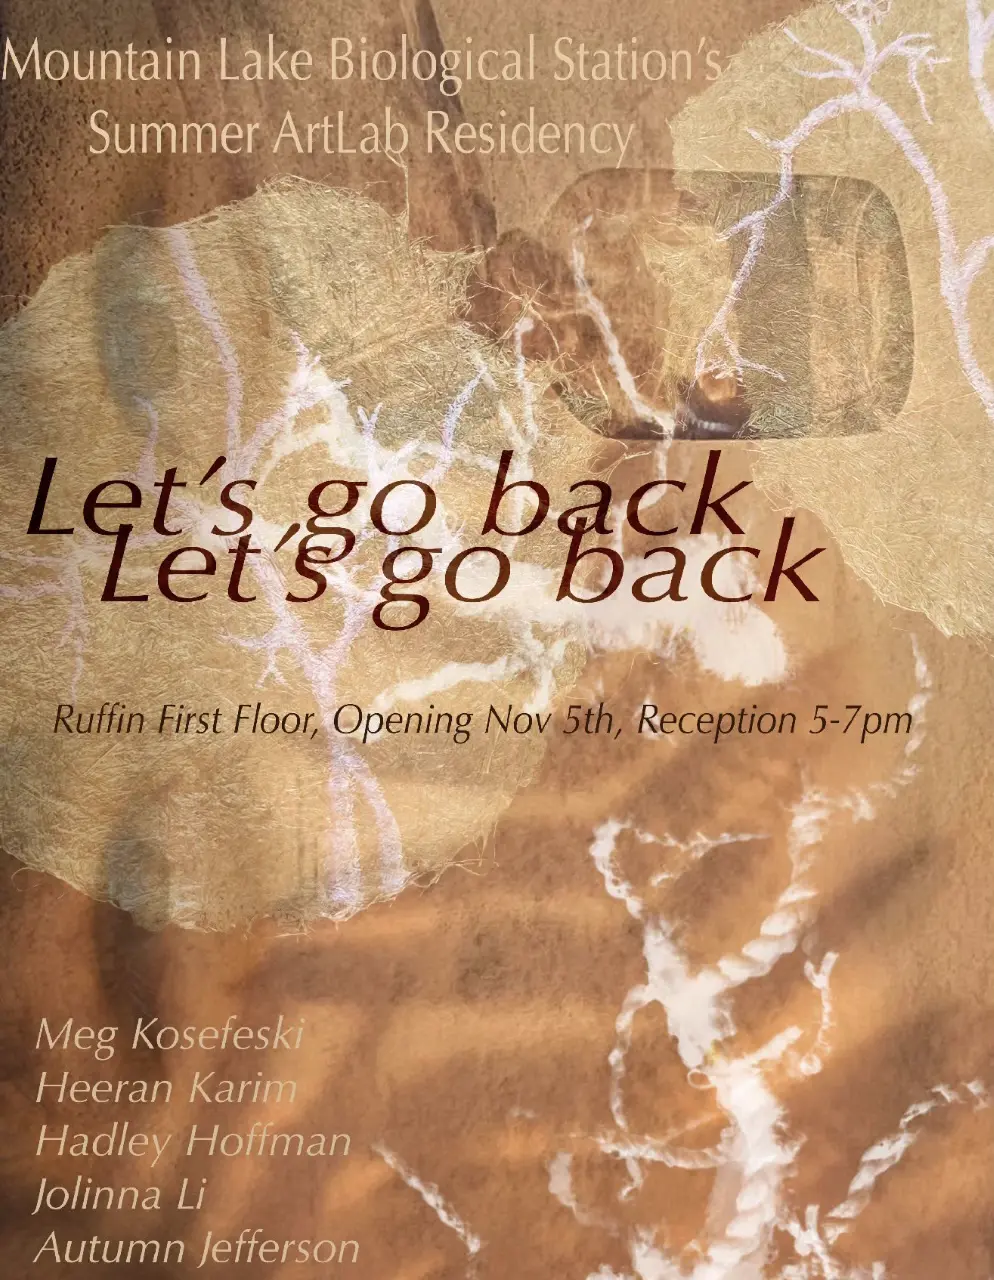 Mountain Lake Biological Station's
Summer ArtLab Residency
Let's go back
Let's go back
Ruffin First Floor, Opening Nov 5th, Reception 5-7pm
Meg Kosefeski
Heeran Karim
Hadley Hoffman
Jolinna Li
Autumn Jefferson